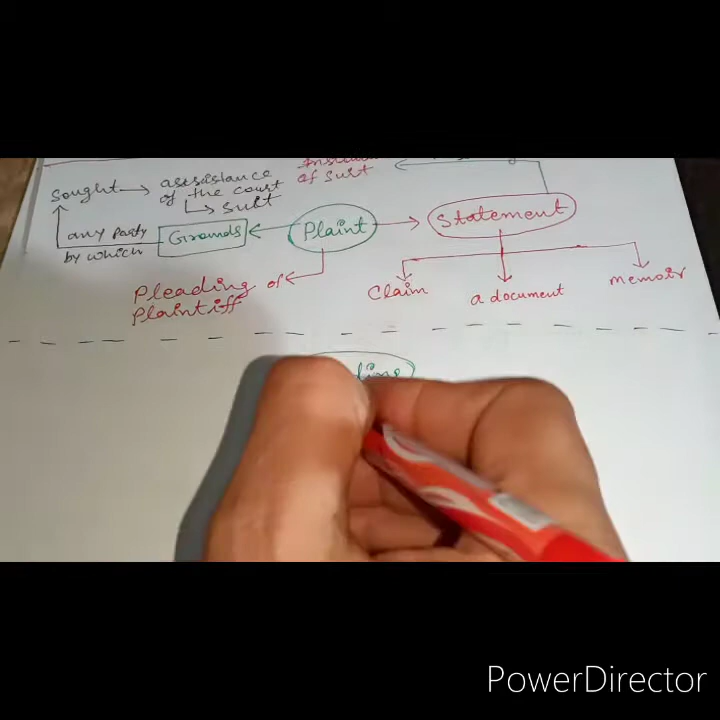 of suit
Sought
assistance
of the court
suit
any party
by which
Grounds
Plaint
Statement
Pleading of
Plaintiff
Claim
a document
memoir
PowerDirector